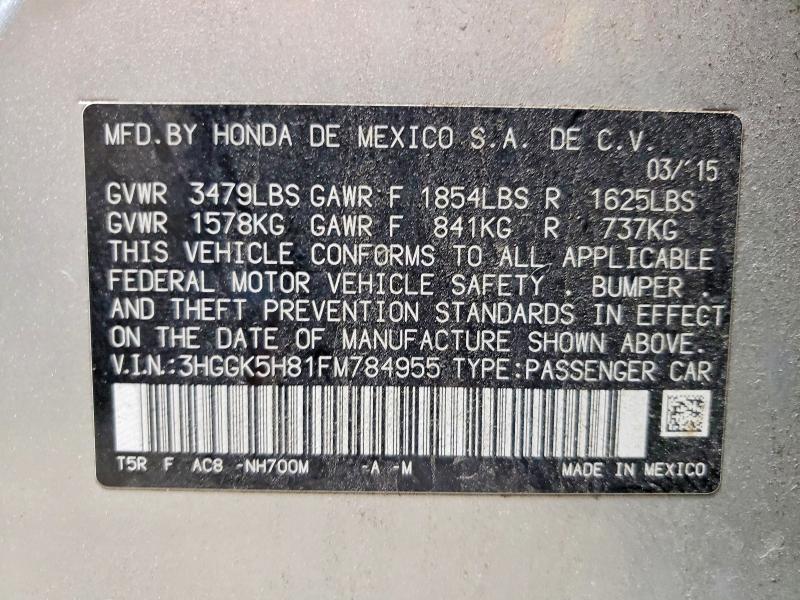 MFD.BY HONDA DE MEXICO S.A. DE C.V.
03/'15
GVWR 3479LBS GAWR F 1854LBS R 1625LBS
GVWR 1578KG GAWR F 841KG R 737KG
THIS VEHICLE CONFORMS TO ALL APPLICABLE
FEDERAL MOTOR VEHICLE SAFETY , BUMPER ,
AND THEFT PREVENTION STANDARDS IN EFFECT
ON THE DATE OF MANUFACTURE SHOWN ABOVE.
V.I.N.:3HGGK5H81FM784955 TYPE:PASSENGER CAR
T5R F AC8 -NH700M -A -M MADE IN MEXICO